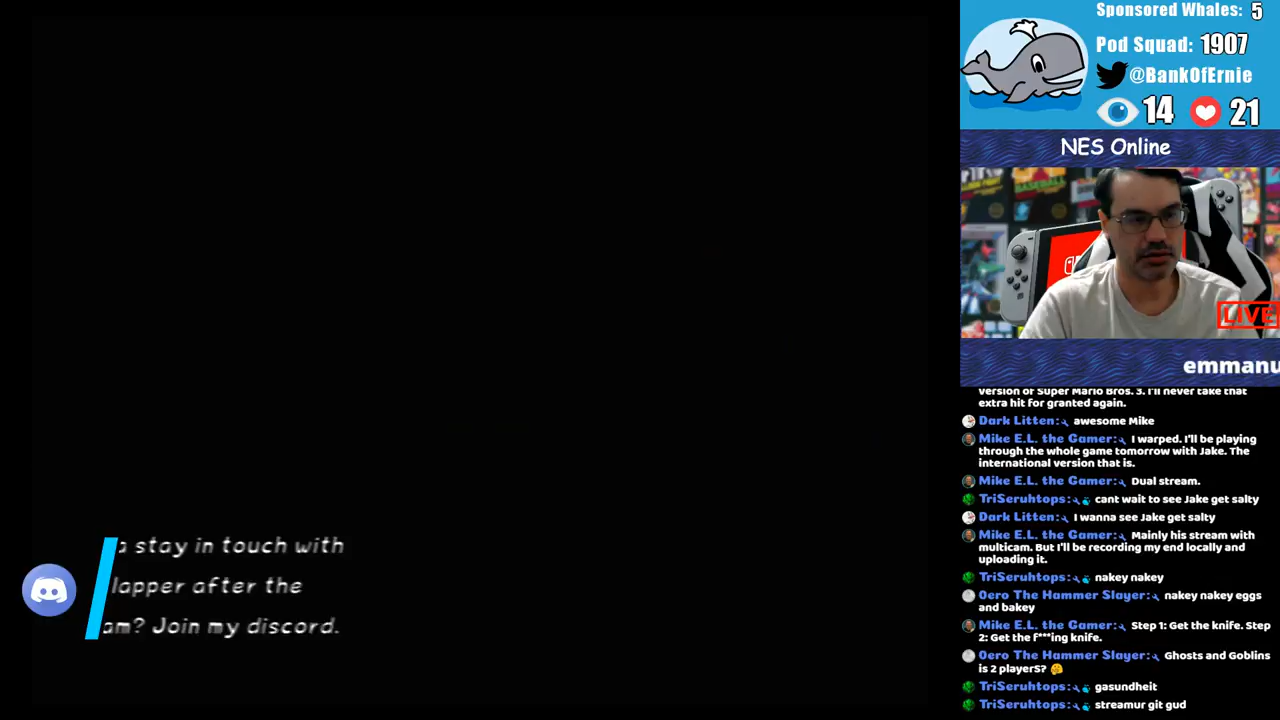 Sponsored Whales: 5
Pod Squad: 1907
@BankOfErnie
14 21
NES Online
LIVE
emmanu
version of Super Mario Bros. 3. I'll never take that
extra hit for granted again.
Dark Litten: awesome Mike
Mike E.L. the Gamer: I warped. I'll be playing
through the whole game tomorrow with Jake. The
international version that is.
Mike E.L. the Gamer: Dual stream.
TriSeruhtops: cant wait to see Jake get salty
Dark Litten: I wanna see Jake get salty
Mike E.L. the Gamer: Mainly his stream with
multicam. But I'll be recording my end locally and
uploading it.
TriSeruhtops: nakey nakey
0ero The Hammer Slayer: nakey nakey eggs
and bakey
Mike E.L. the Gamer: Step 1: Get the knife. Step
2: Get the f***ing knife.
0ero The Hammer Slayer: Ghosts and Goblins
is 2 playerS? 🤔
TriSeruhtops: gasundheit
TriSeruhtops: streamur git gud
a stay in touch with
lapper after the
am? Join my discord.